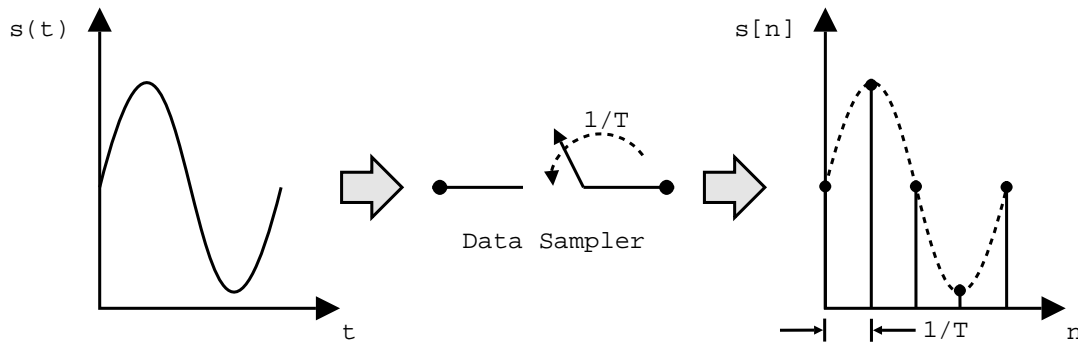 s(t)
t
1/T
Data Sampler
s[n]
1/T
n